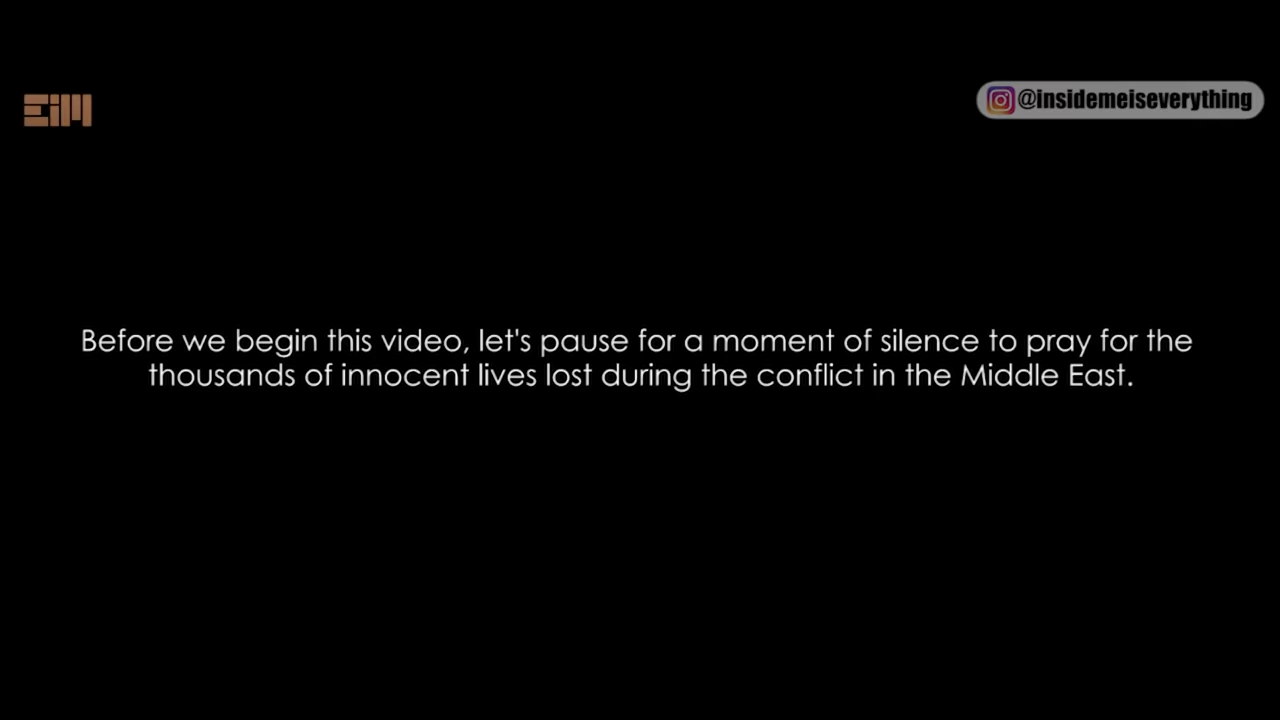 EiM
@insidemeiseverything
Before we begin this video, let's pause for a moment of silence to pray for the
thousands of innocent lives lost during the conflict in the Middle East.